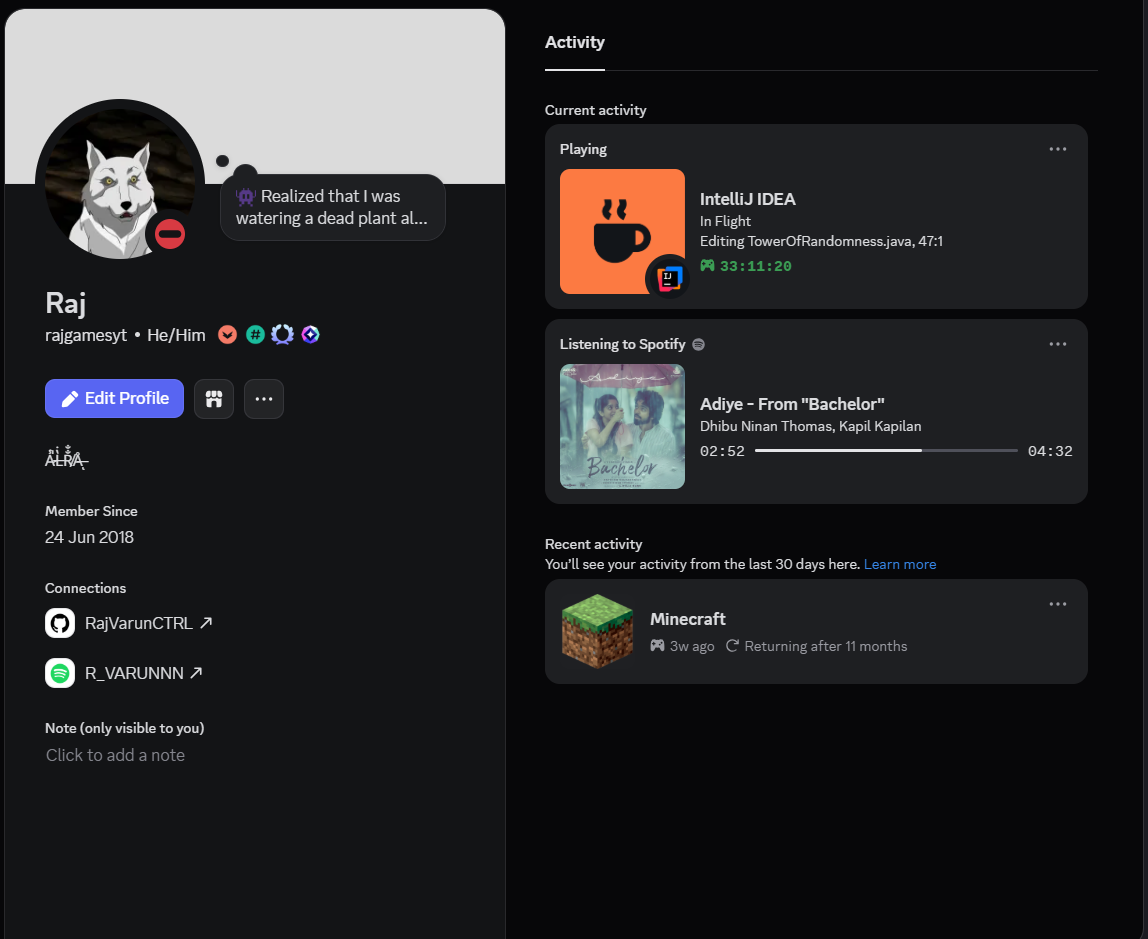 Realized that I was
watering a dead plant al...
Raj
rajgamesyt • He/Him
Edit Profile
Member Since
24 Jun 2018
Connections
RajVarunCTRL
R_VARUNNN
Note (only visible to you)
Click to add a note
Activity
Current activity
Playing
IntelliJ IDEA
In Flight
Editing TowerOfRandomness.java, 47:1
33:11:20
IJ
Listening to Spotify
Adiye
Bachelor
Adiye - From "Bachelor"
Dhibu Ninan Thomas, Kapil Kapilan
02:52 04:32
Recent activity
You'll see your activity from the last 30 days here. Learn more
Minecraft
3w ago Returning after 11 months